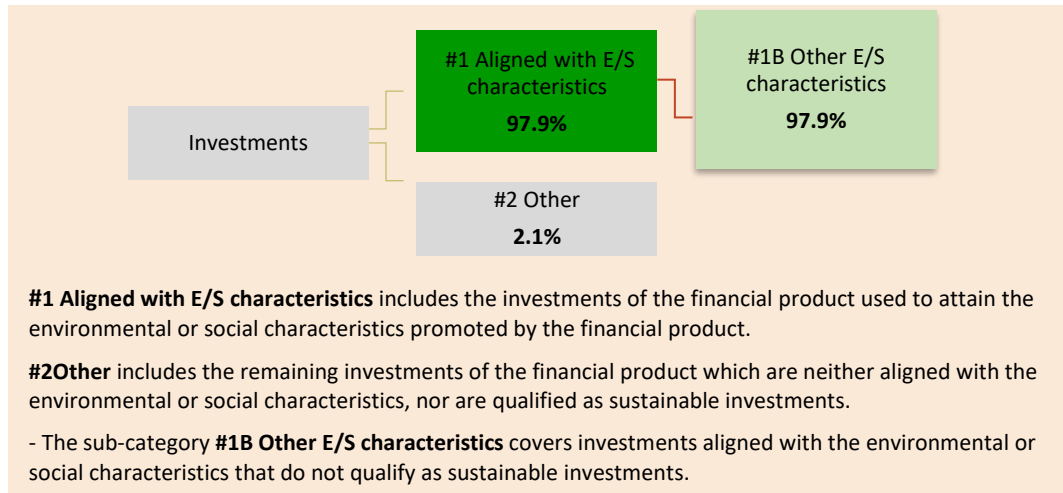 Investments
#1 Aligned with E/S
characteristics
97.9%
#1B Other E/S
characteristics
97.9%
#2 Other
2.1%
#1 Aligned with E/S characteristics includes the investments of the financial product used to attain the
environmental or social characteristics promoted by the financial product.
#2Other includes the remaining investments of the financial product which are neither aligned with the
environmental or social characteristics, nor are qualified as sustainable investments.
- The sub-category #1B Other E/S characteristics covers investments aligned with the environmental or
social characteristics that do not qualify as sustainable investments.